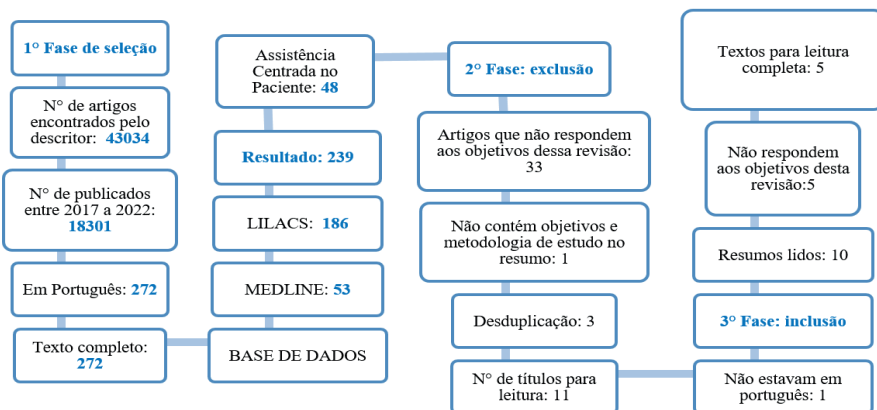 1° Fase de seleção
N° de artigos
encontrados pelo
descritor: 43034
N° de publicados
entre 2017 a 2022:
18301
Em Português: 272
Texto completo:
272
BASE DE DADOS
MEDLINE: 53
LILACS: 186
Resultado: 239
Assistência
Centrada no
Paciente: 48
2° Fase: exclusão
Artigos que não respondem
aos objetivos dessa revisão:
33
Não contém objetivos e
metodologia de estudo no
resumo: 1
Desduplicação: 3
N° de títulos para
leitura: 11
Não estavam em
português: 1
3° Fase: inclusão
Resumos lidos: 10
Não respondem
aos objetivos desta
revisão:5
Textos para leitura
completa: 5